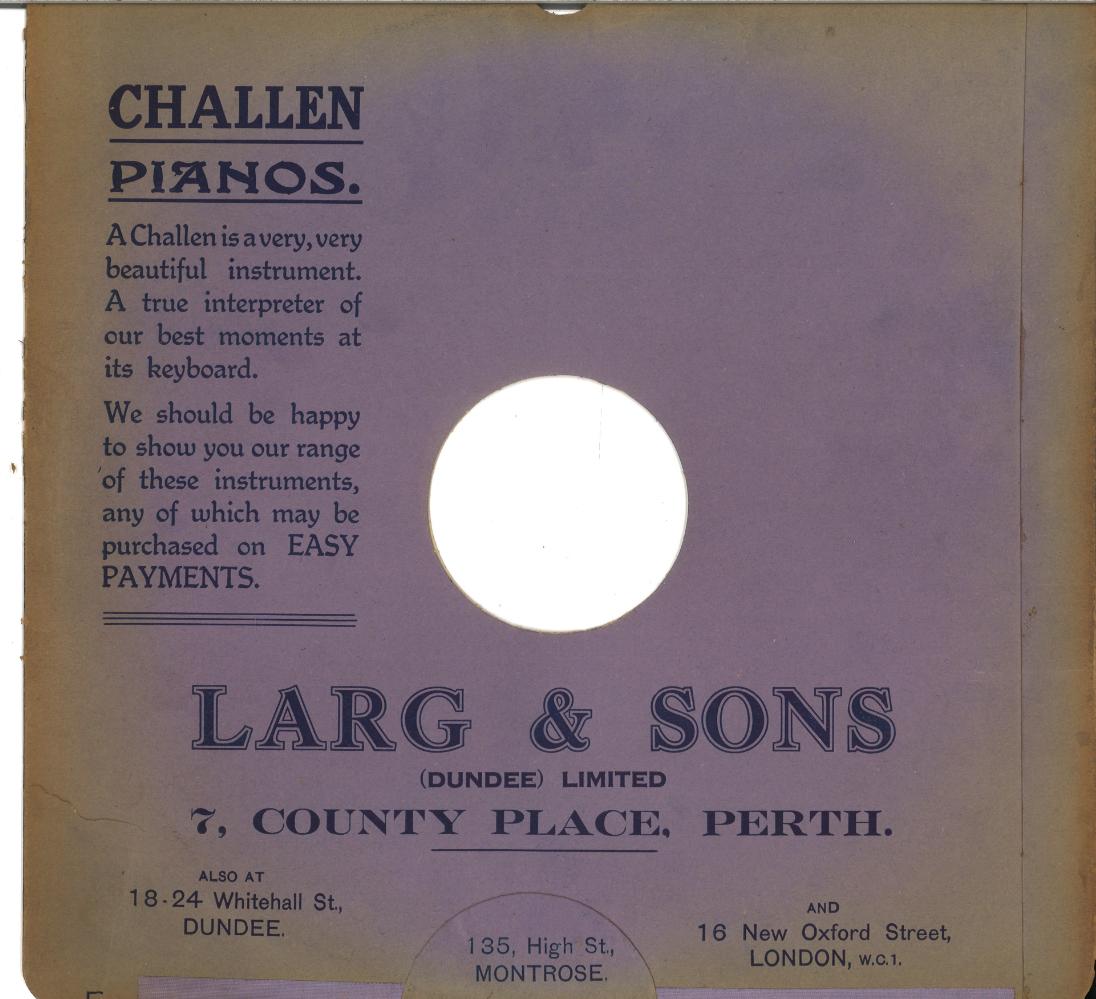 CHALLEN
PIANOS.
A Challen is a very, very
beautiful instrument.
A true interpreter of
our best moments at
its keyboard.
We should be happy
to show you our range
of these instruments,
any of which may be
purchased on EASY
PAYMENTS.
LARG & SONS
(DUNDEE) LIMITED
7, COUNTY PLACE, PERTH.
ALSO AT
18-24 Whitehall St.,
DUNDEE.
135, High St.,
MONTROSE.
AND
16 New Oxford Street,
LONDON, W.C.1.